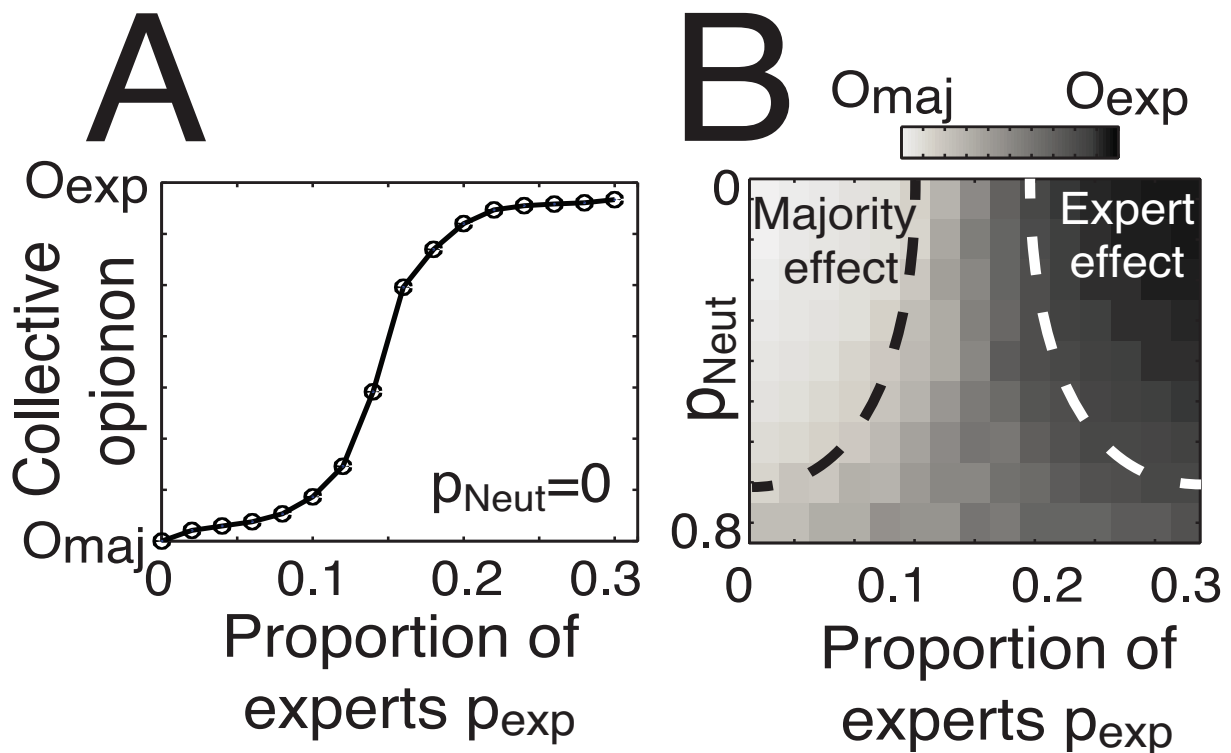 A
Oexp
Collective
opionon
Omaj
pNeut=0
0
0.1
0.2
0.3
Proportion of
experts pexp
B
Omaj
Oexp
0
pNeut
0.8
Majority
effect
Expert
effect
0
0.1
0.2
0.3
Proportion of
experts pexp